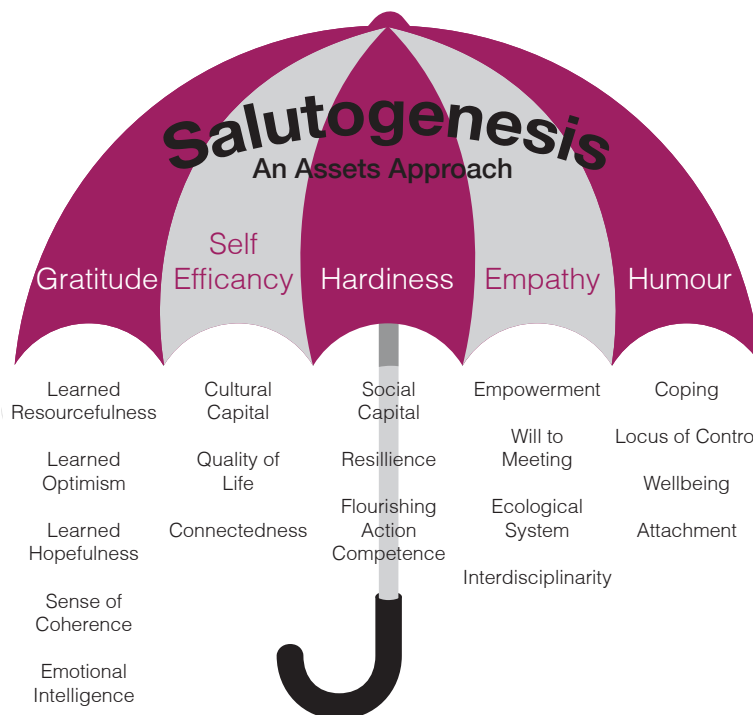 Salutogenesis
An Assets Approach
Gratitude
Self
Efficancy
Hardiness
Empathy
Humour
Learned
Resourcefulness
Learned
Optimism
Learned
Hopefulness
Sense of
Coherence
Emotional
Intelligence
Cultural
Capital
Quality of
Life
Connectedness
Social
Capital
Resillience
Flourishing
Action
Competence
Empowerment
Will to
Meeting
Ecological
System
Interdisciplinarity
Coping
Locus of Contro
Wellbeing
Attachment